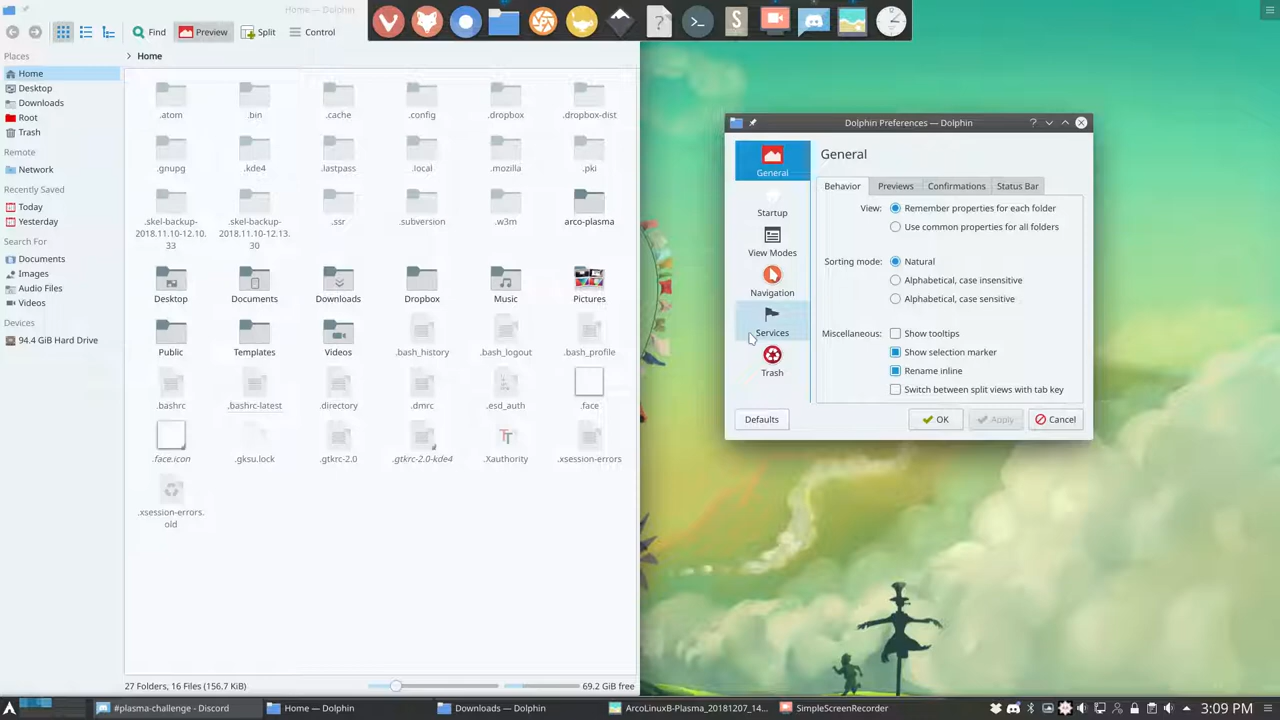 Home — Dolphin
Find
Preview
Split
Control
Places
Home
Desktop
Downloads
Root
Trash
Remote
Network
Recently Saved
Today
Yesterday
Search For
Documents
Images
Audio Files
Videos
Devices
94.4 GiB Hard Drive
> Home
.atom
.bin
.cache
.config
.dropbox
.dropbox-dist
.gnupg
.kde4
.lastpass
.local
.mozilla
.pki
.skel-backup-
2018.11.10-12.10.
33
.skel-backup-
2018.11.10-12.13.
30
.ssr
.subversion
.w3m
arco-plasma
Desktop
Documents
Downloads
Dropbox
Music
Pictures
Public
Templates
Videos
.bash_history
.bash_logout
.bash_profile
.bashrc
.bashrc-latest
.directory
.dmrc
.esd_auth
.face
.face.icon
.gksu.lock
.gtkrc-2.0
.gtkrc-2.0-kde4
.Xauthority
.xsession-errors
.xsession-errors.
old
27 Folders, 16 Files (156.7 KiB)
69.2 GiB free
Dolphin Preferences — Dolphin
General
Startup
View Modes
Navigation
Services
Trash
General
Behavior
Previews
Confirmations
Status Bar
View:
Remember properties for each folder
Use common properties for all folders
Sorting mode:
Natural
Alphabetical, case insensitive
Alphabetical, case sensitive
Miscellaneous:
Show tooltips
Show selection marker
Rename inline
Switch between split views with tab key
Defaults
OK
Apply
Cancel
#plasma-challenge - Discord
Home — Dolphin
Downloads — Dolphin
ArcoLinuxB-Plasma_20181207_14...
SimpleScreenRecorder
3:09 PM